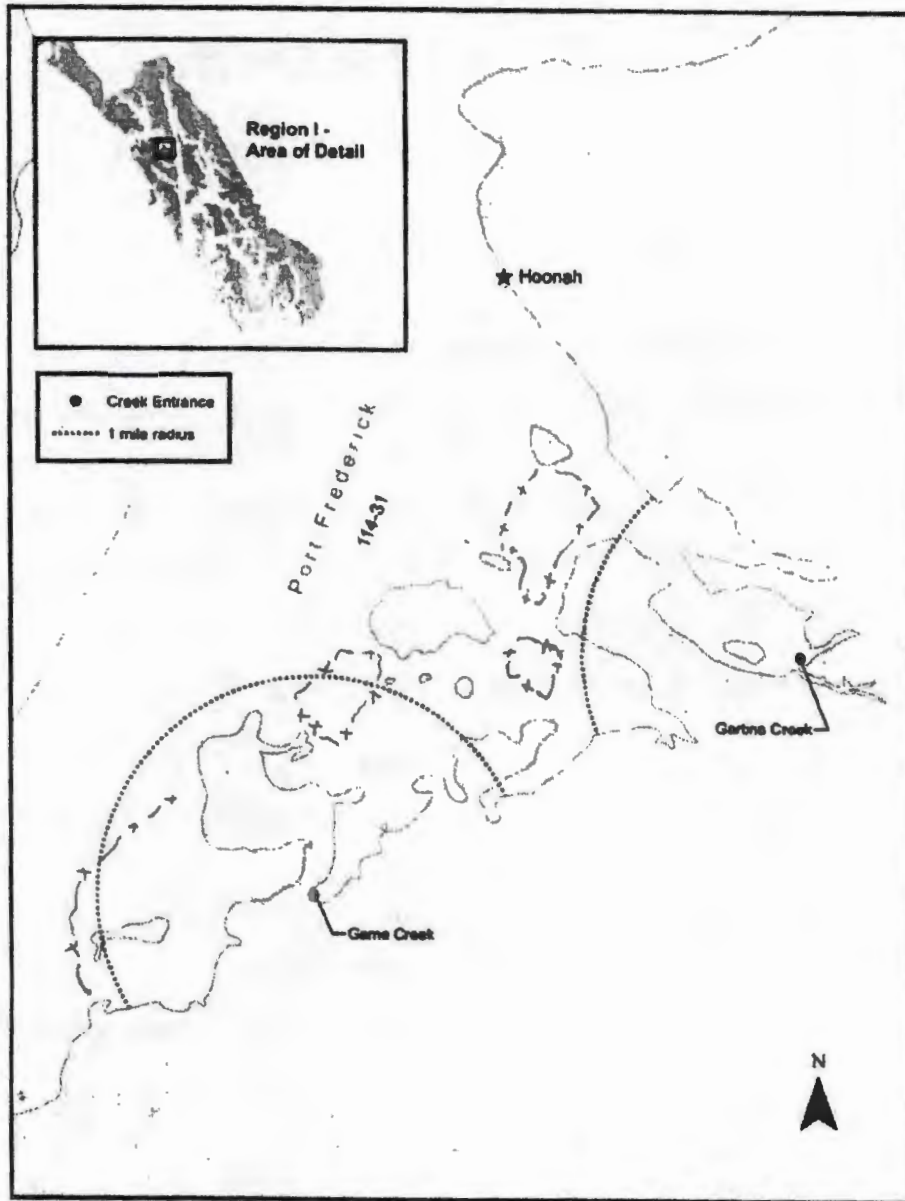 Region I -
Area of Detail
Hoonah
Creek Entrance
1 mile radius
Port Frederick
114-31
Gartina Creek
Game Creek
N